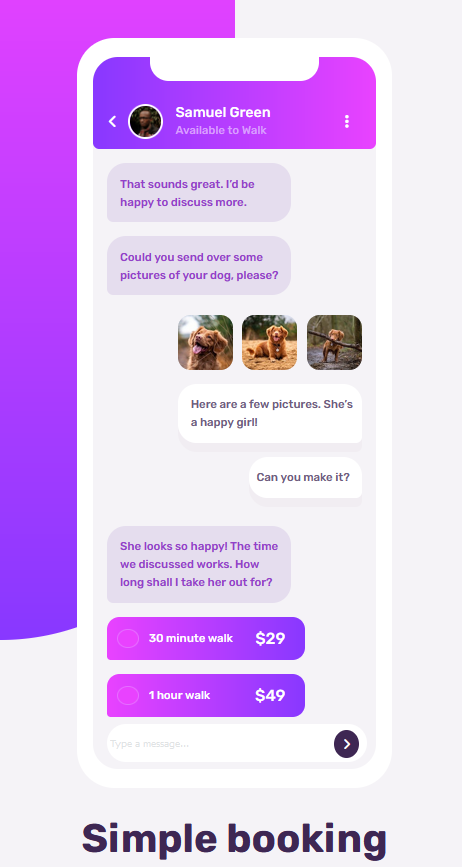 Samuel Green
Available to Walk
That sounds great. I'd be
happy to discuss more.
Could you send over some
pictures of your dog, please?
Here are a few pictures. She's
a happy girl!
Can you make it?
She looks so happy! The time
we discussed works. How
long shall I take her out for?
30 minute walk $29
1 hour walk $49
Type a message...
Simple booking